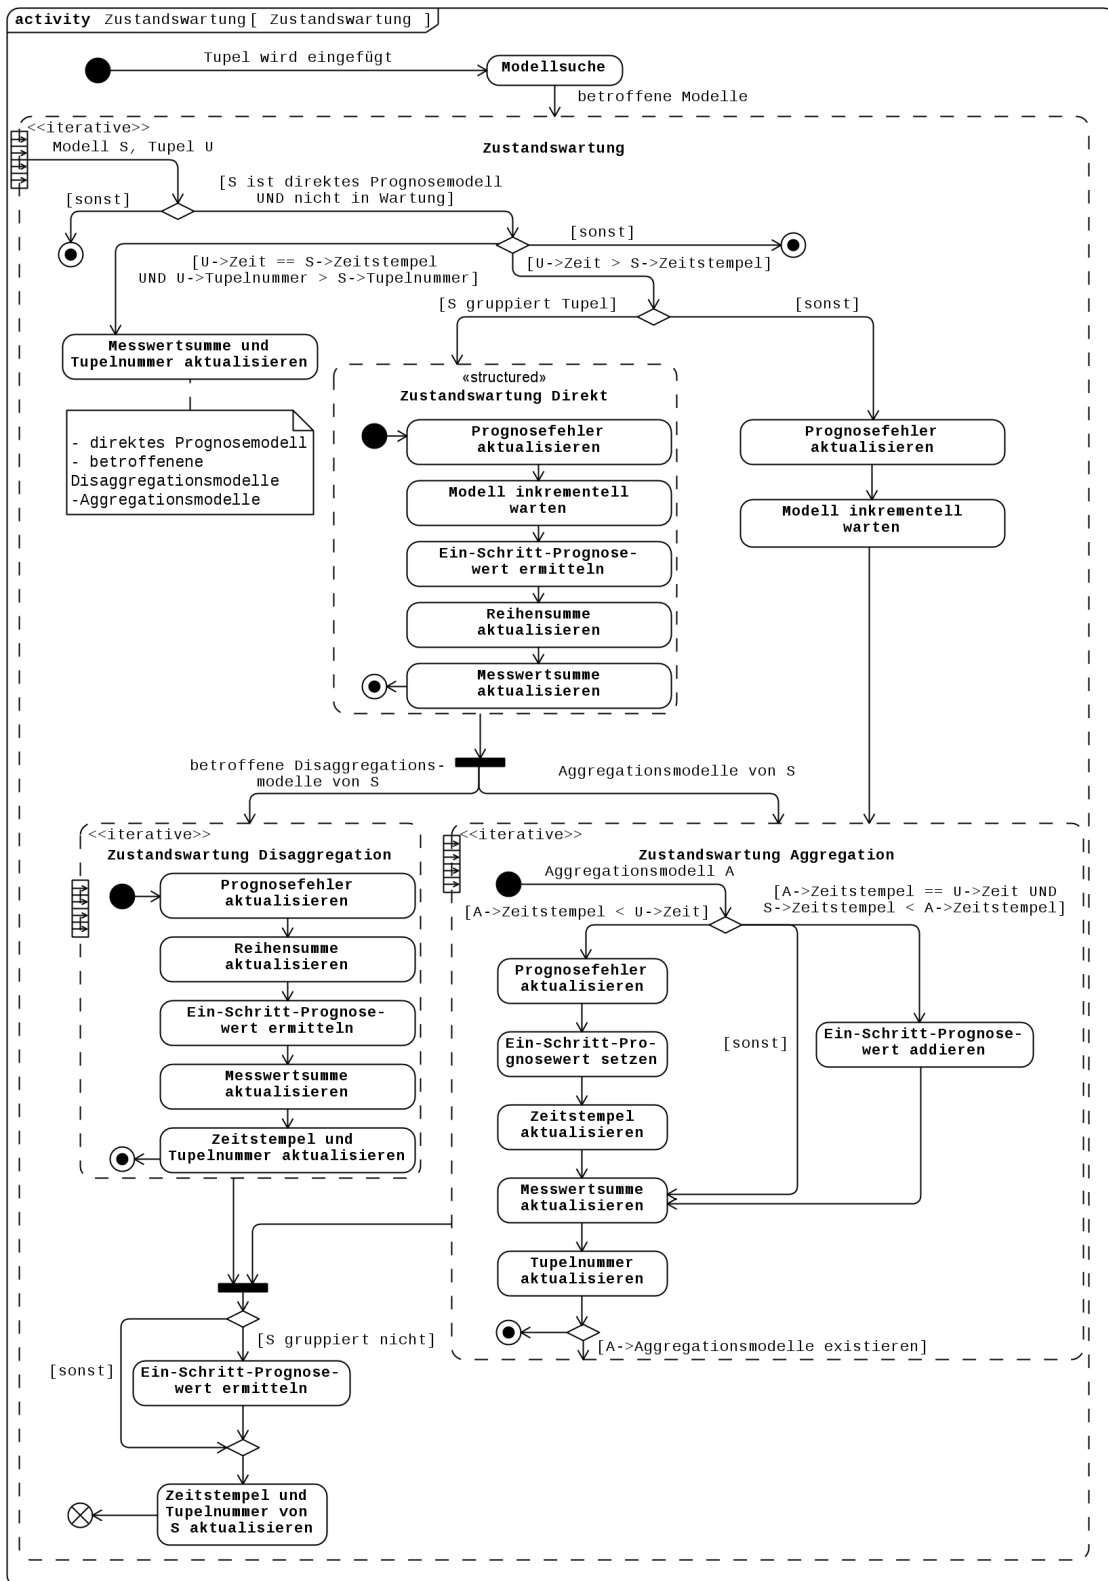 activity Zustandswartung[ Zustandswartung ]
Tupel wird eingefügt
Modellsuche
betroffene Modelle
<<iterative>>
Modell S, Tupel U
Zustandswartung
[S ist direktes Prognosemodell
UND nicht in Wartung]
[sonst]
[sonst]
[U->Zeit == S->Zeitstempel
UND U->Tupelnummer > S->Tupelnummer]
[U->Zeit > S->Zeitstempel]
[S gruppiert Tupel]
[sonst]
Messwertsumme und
Tupelnummer aktualisieren
- direktes Prognosemodell
- betroffenene
Disaggregationsmodelle
-Aggregationsmodelle
«structured»
Zustandswartung Direkt
Prognosefehler
aktualisieren
Modell inkrementell
warten
Ein-Schritt-Prognose-
wert ermitteln
Reihensumme
aktualisieren
Messwertsumme
aktualisieren
Prognosefehler
aktualisieren
Modell inkrementell
warten
betroffene Disaggregations-
modelle von S
Aggregationsmodelle von S
<<iterative>>
Zustandswartung Disaggregation
Prognosefehler
aktualisieren
Reihensumme
aktualisieren
Ein-Schritt-Prognose-
wert ermitteln
Messwertsumme
aktualisieren
Zeitstempel und
Tupelnummer aktualisieren
<<iterative>>
Zustandswartung Aggregation
Aggregationsmodell A
[A->Zeitstempel < U->Zeit]
[A->Zeitstempel == U->Zeit UND
S->Zeitstempel < A->Zeitstempel]
Prognosefehler
aktualisieren
Ein-Schritt-Pro-
gnosewert setzen
[sonst]
Ein-Schritt-Prognose-
wert addieren
Zeitstempel
aktualisieren
Messwertsumme
aktualisieren
Tupelnummer
aktualisieren
[A->Aggregationsmodelle existieren]
[S gruppiert nicht]
[sonst]
Ein-Schritt-Prognose-
wert ermitteln
Zeitstempel und
Tupelnummer von
S aktualisieren